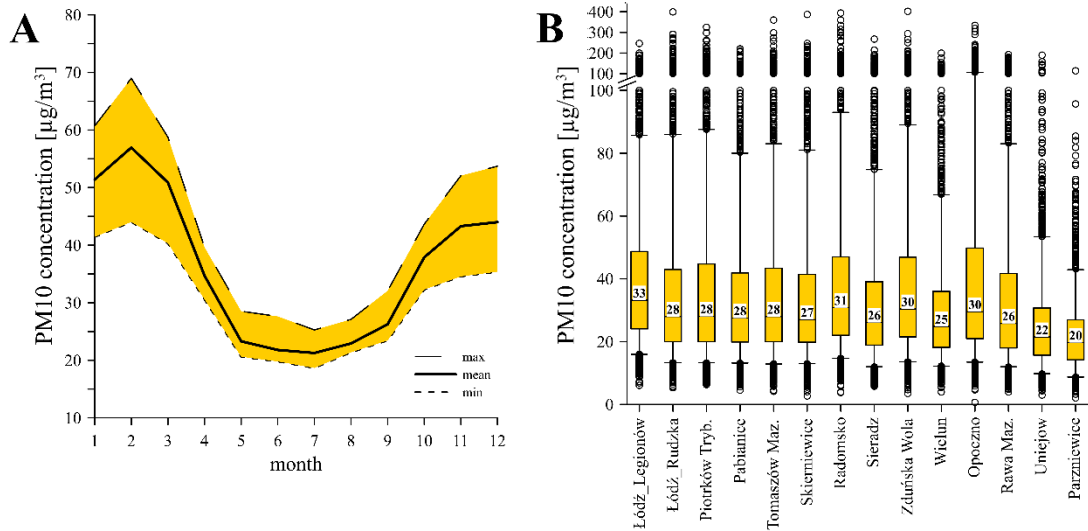 A
PM10 concentration [µg/m³]
80
70
60
50
40
30
20
10
1 2 3 4 5 6 7 8 9 10 11 12
month
max
mean
min
B
PM10 concentration [µg/m³]
400
300
200
100
100
80
60
40
20
0
33 28 28 28 28 27 31 26 30 25 30 26 22 20
Łódź_Legionów
Łódź_Rudzka
Piotrków Tryb.
Pabianice
Tomaszów Maz.
Skierniewice
Radomsko
Sieradz
Zduńska Wola
Wielun
Opoczno
Rawa Maz.
Uniejow
Parzniewice